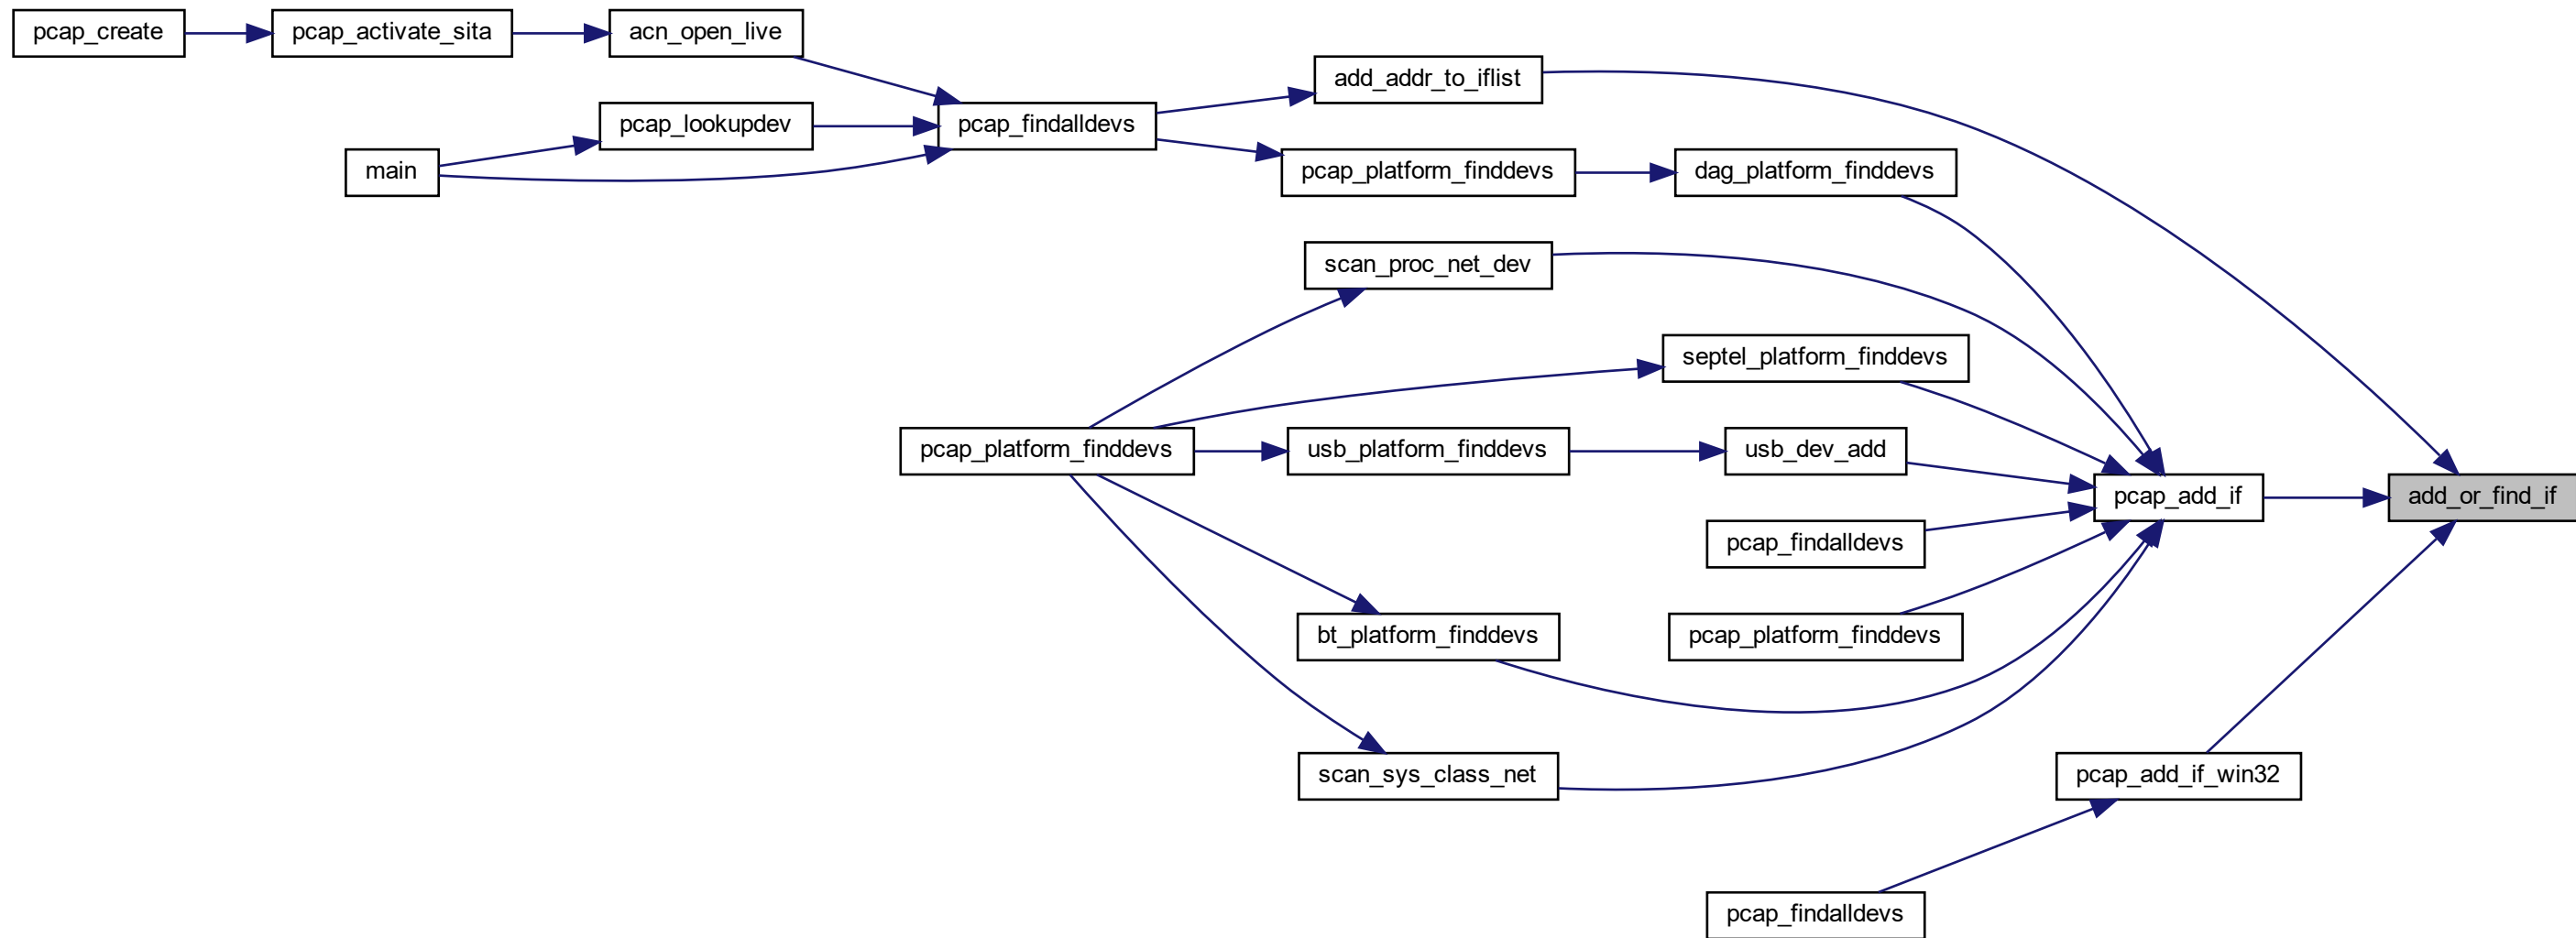 pcap_create
pcap_activate_sita
acn_open_live
add_addr_to_iflist
pcap_lookupdev
pcap_findalldevs
main
pcap_platform_finddevs
dag_platform_finddevs
scan_proc_net_dev
septel_platform_finddevs
pcap_platform_finddevs
usb_platform_finddevs
usb_dev_add
pcap_add_if
add_or_find_if
pcap_findalldevs
bt_platform_finddevs
pcap_platform_finddevs
scan_sys_class_net
pcap_add_if_win32
pcap_findalldevs